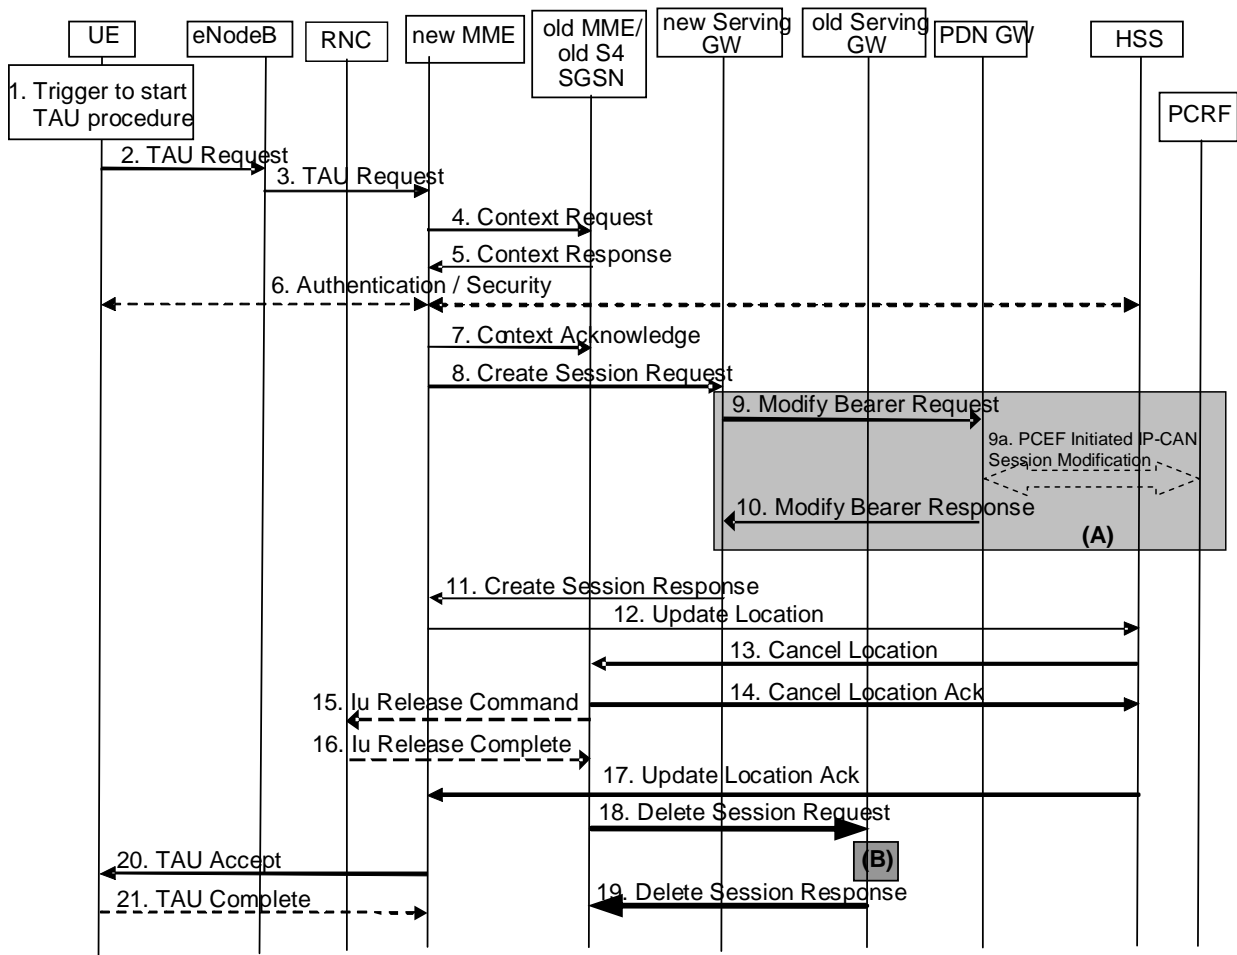 UE
eNodeB
RNC
new MME
old MME/
old S4
SGSN
new Serving
GW
old Serving
GW
PDN GW
HSS
PCRF
1. Trigger to start
TAU procedure
2. TAU Request
3. TAU Request
4. Context Request
5. Context Response
6. Authentication / Security
7. Context Acknowledge
8. Create Session Request
9. Modify Bearer Request
9a. PCEF Initiated IP-CAN
Session Modification
10. Modify Bearer Response
(A)
11. Create Session Response
12. Update Location
13. Cancel Location
14. Cancel Location Ack
15. Iu Release Command
16. Iu Release Complete
17. Update Location Ack
18. Delete Session Request
(B)
19. Delete Session Response
20. TAU Accept
21. TAU Complete